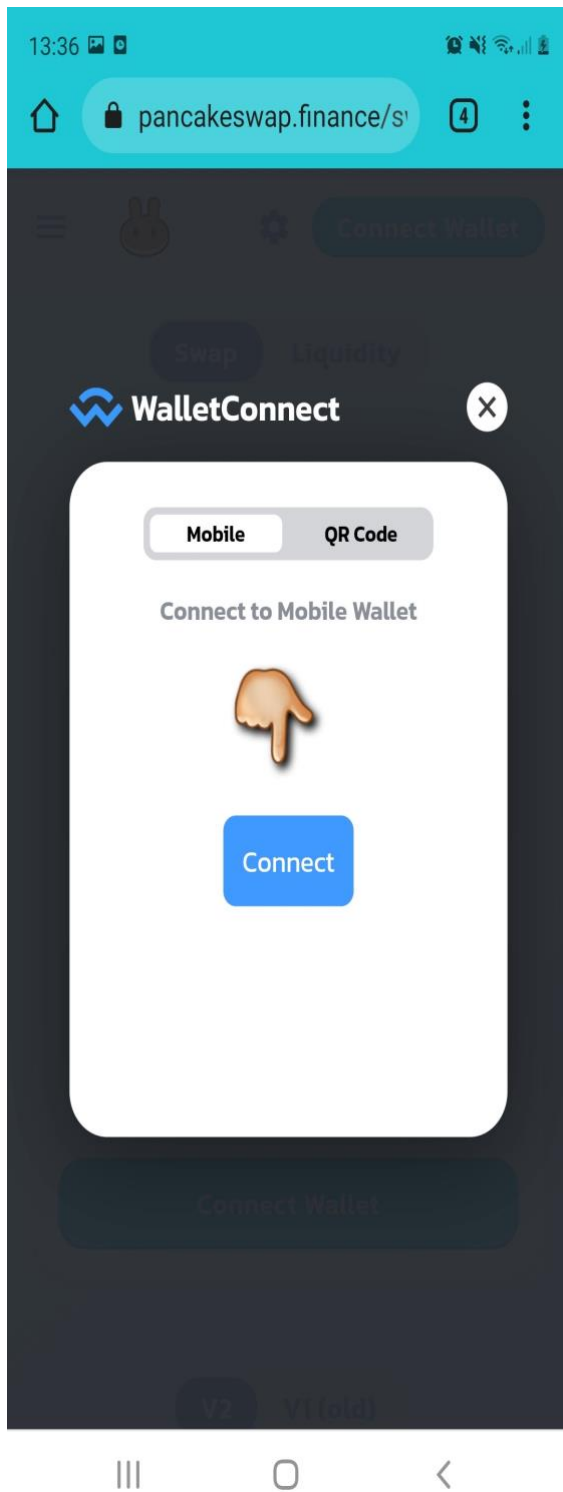 13:36
pancakeswap.finance/s
4
Connect Wallet
Swap Liquidity
WalletConnect
Mobile QR Code
Connect to Mobile Wallet
Connect
Connect Wallet
V2 V1 (old)